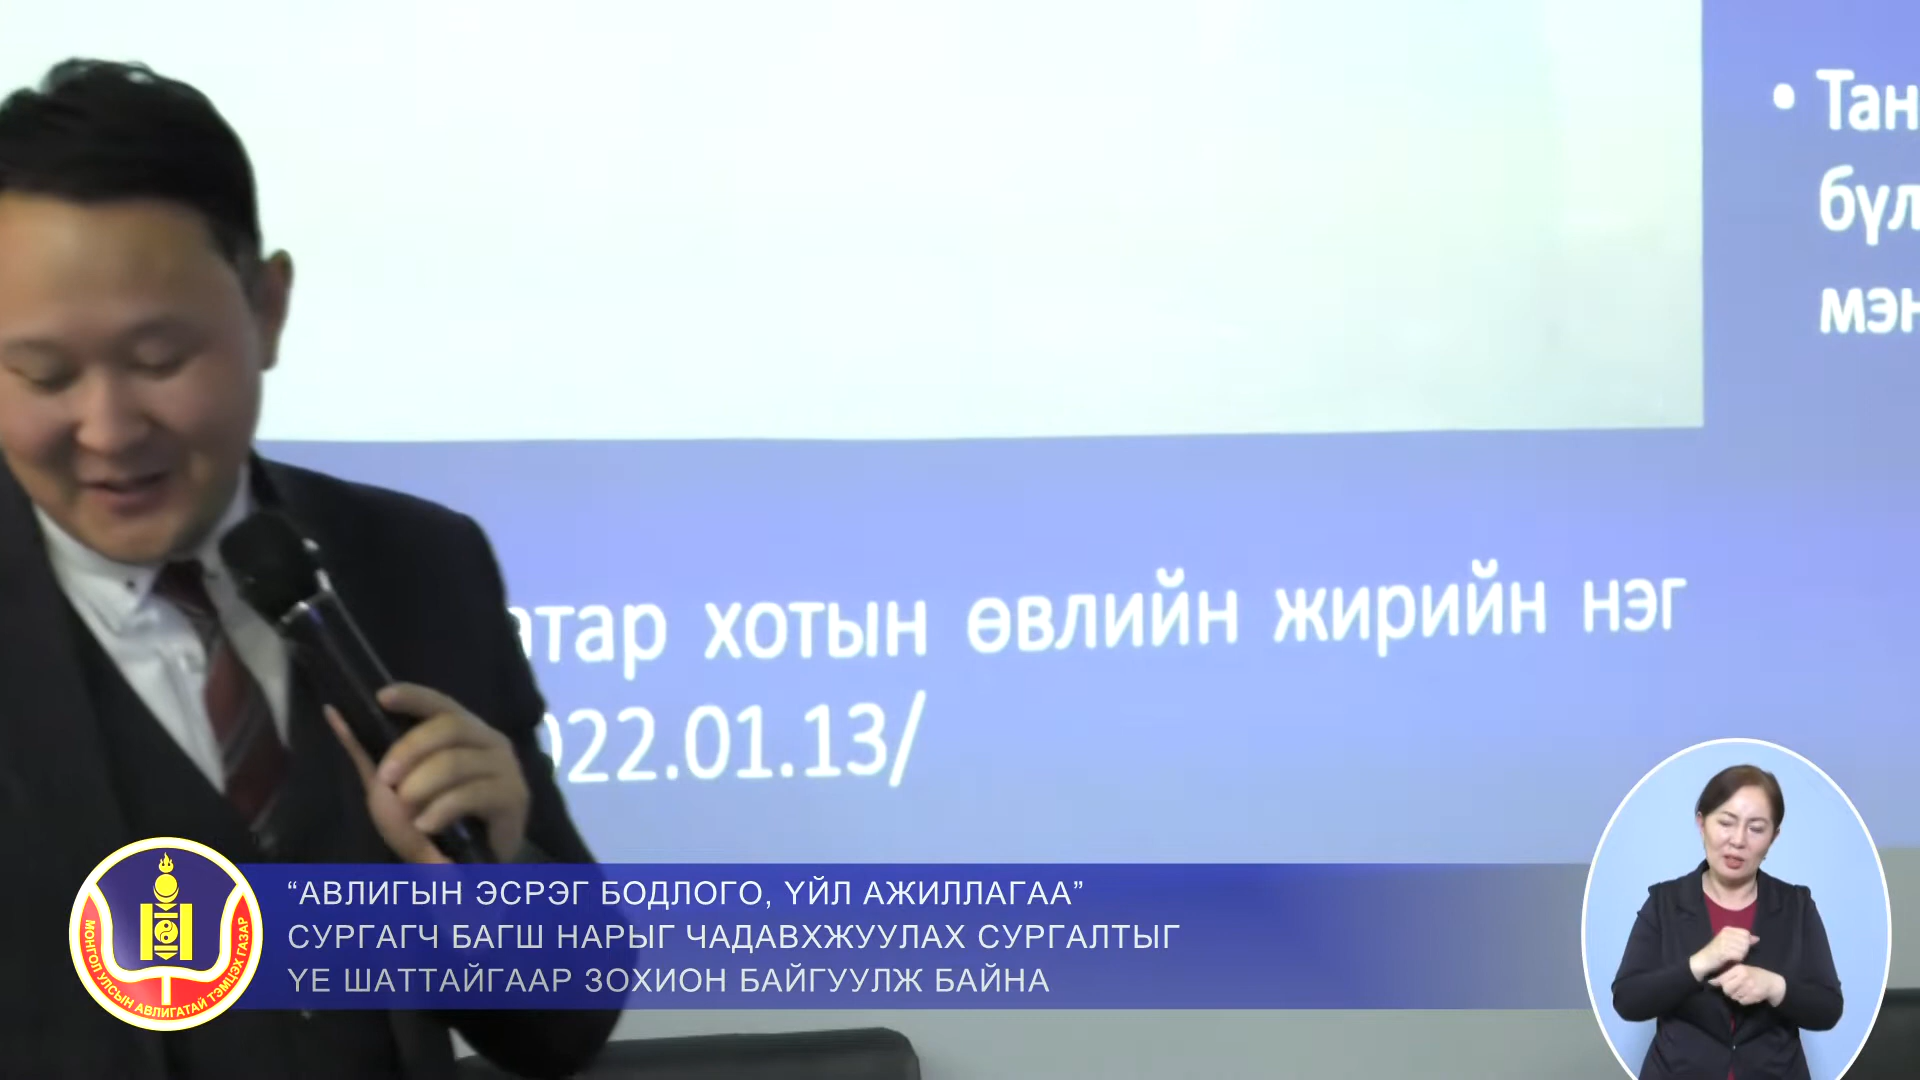 • Тан
бүл
мэн
атар хотын өвлийн жирийн нэг
022.01.13/
“АВЛИГЫН ЭСРЭГ БОДЛОГО, ҮЙЛ АЖИЛЛАГАА”
СУРГАГЧ БАГШ НАРЫГ ЧАДАВХЖУУЛАХ СУРГАЛТЫГ
ҮЕ ШАТТАЙГААР ЗОХИОН БАЙГУУЛЖ БАЙНА
МОНГОЛ УЛСЫН АВЛИГАТАЙ ТЭМЦЭХ ГАЗАР